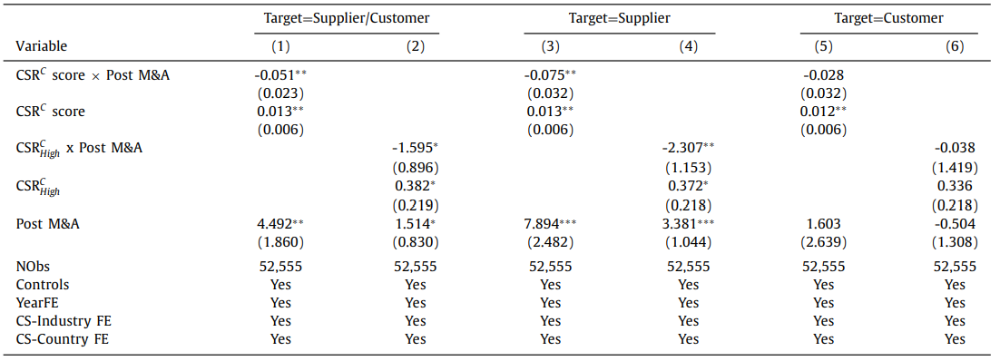 Target=Supplier/Customer Target=Supplier Target=Customer
Variable (1) (2) (3) (4) (5) (6)
CSR^C score × Post M&A -0.051** -0.075** -0.028
(0.023) (0.032) (0.032)
CSR^C score 0.013** 0.013** 0.012**
(0.006) (0.006) (0.006)
CSR^C_High x Post M&A -1.595* -2.307** -0.038
(0.896) (1.153) (1.419)
CSR^C_High 0.382* 0.372* 0.336
(0.219) (0.218) (0.218)
Post M&A 4.492** 1.514* 7.894*** 3.381*** 1.603 -0.504
(1.860) (0.830) (2.482) (1.044) (2.639) (1.308)
NObs 52,555 52,555 52,555 52,555 52,555 52,555
Controls Yes Yes Yes Yes Yes Yes
YearFE Yes Yes Yes Yes Yes Yes
CS-Industry FE Yes Yes Yes Yes Yes Yes
CS-Country FE Yes Yes Yes Yes Yes Yes